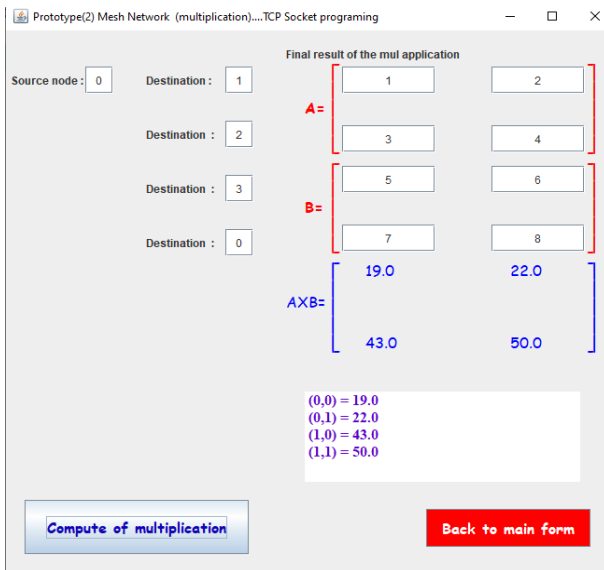 Prototype(2) Mesh Network (multiplication)....TCP Socket programing
Final result of the mul application
Source node : 0 Destination : 1
Destination : 2
Destination : 3
Destination : 0
A=
1 2
3 4
B=
5 6
7 8
AXB=
19.0 22.0
43.0 50.0
(0,0) = 19.0
(0,1) = 22.0
(1,0) = 43.0
(1,1) = 50.0
Compute of multiplication
Back to main form